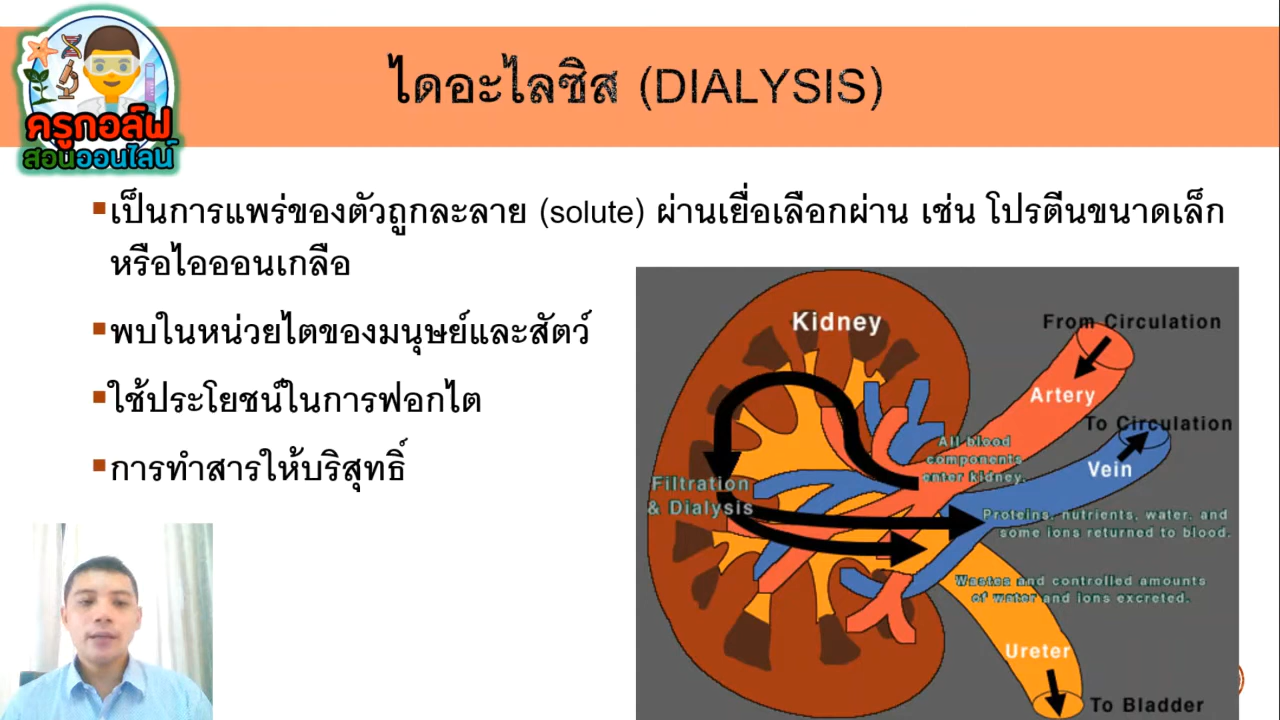 ครูกอล์ฟ
สอนออนไลน์
ไดอะไลซิส (DIALYSIS)
เป็นการแพร่ของตัวถูกละลาย (solute) ผ่านเยื่อเลือกผ่าน เช่น โปรตีนขนาดเล็ก
หรือไอออนเกลือ
พบในหน่วยไตของมนุษย์และสัตว์
ใช้ประโยชน์ในการฟอกไต
การทำสารให้บริสุทธิ์
Kidney
From Circulation
Artery
To Circulation
Vein
All blood
components
enter kidney.
Filtration
& Dialysis
Proteins, nutrients, water, and
some ions returned to blood.
Wastes and controlled amounts
of water and ions excreted.
Ureter
To Bladder